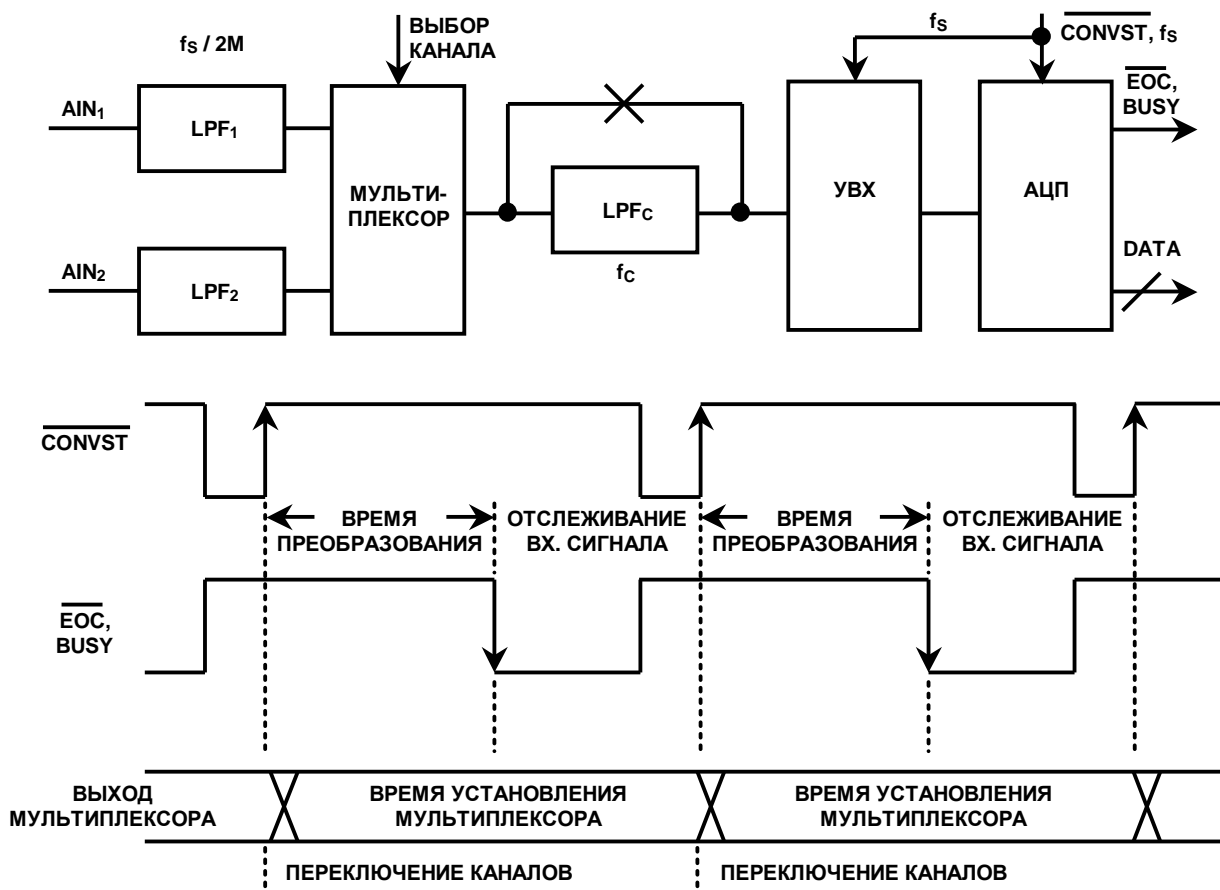 f_S / 2M
ВЫБОР
КАНАЛА
f_S
CONVST, f_S
AIN₁
LPF₁
EOC,
BUSY
МУЛЬТИ-
ПЛЕКСОР
LPF_C
УВХ
АЦП
AIN₂
LPF₂
f_C
DATA
CONVST
ВРЕМЯ
ПРЕОБРАЗОВАНИЯ
ОТСЛЕЖИВАНИЕ
ВХ. СИГНАЛА
ВРЕМЯ
ПРЕОБРАЗОВАНИЯ
ОТСЛЕЖИВАНИЕ
ВХ. СИГНАЛА
EOC,
BUSY
ВЫХОД
МУЛЬТИПЛЕКСОРА
ВРЕМЯ УСТАНОВЛЕНИЯ
МУЛЬТИПЛЕКСОРА
ВРЕМЯ УСТАНОВЛЕНИЯ
МУЛЬТИПЛЕКСОРА
ПЕРЕКЛЮЧЕНИЕ КАНАЛОВ
ПЕРЕКЛЮЧЕНИЕ КАНАЛОВ